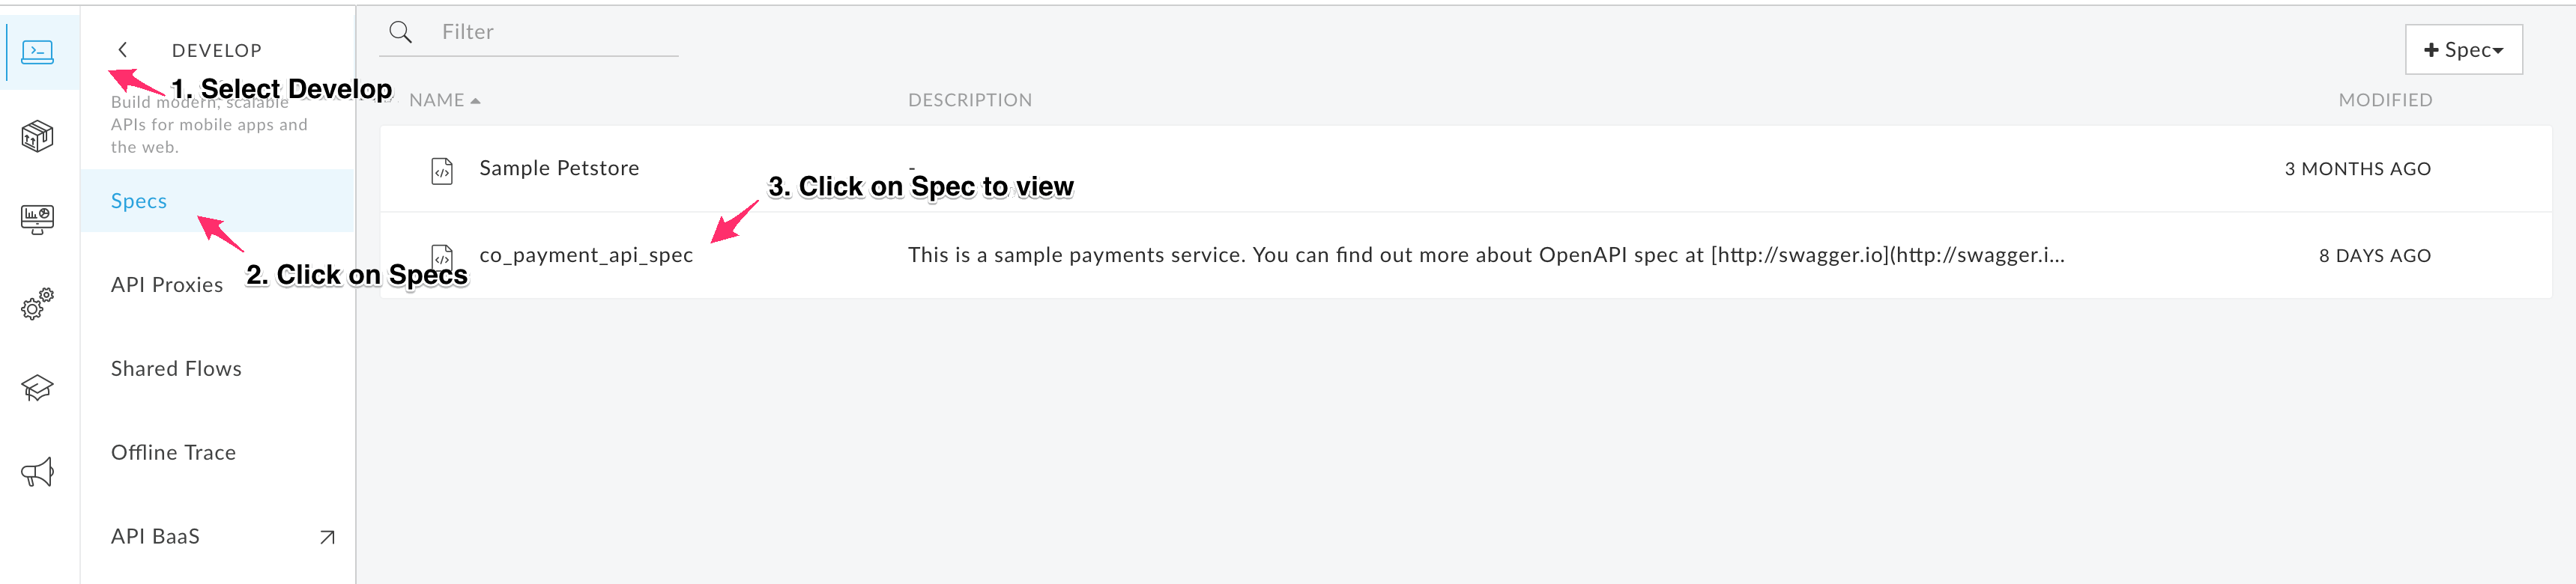 DEVELOP
1. Select Develop
Build modern, scalable
APIs for mobile apps and
the web.
Specs
2. Click on Specs
API Proxies
Shared Flows
Offline Trace
API BaaS
Filter
+ Spec
NAME DESCRIPTION MODIFIED
Sample Petstore - 3 MONTHS AGO
3. Click on Spec to view
co_payment_api_spec This is a sample payments service. You can find out more about OpenAPI spec at [http://swagger.io](http://swagger.i... 8 DAYS AGO